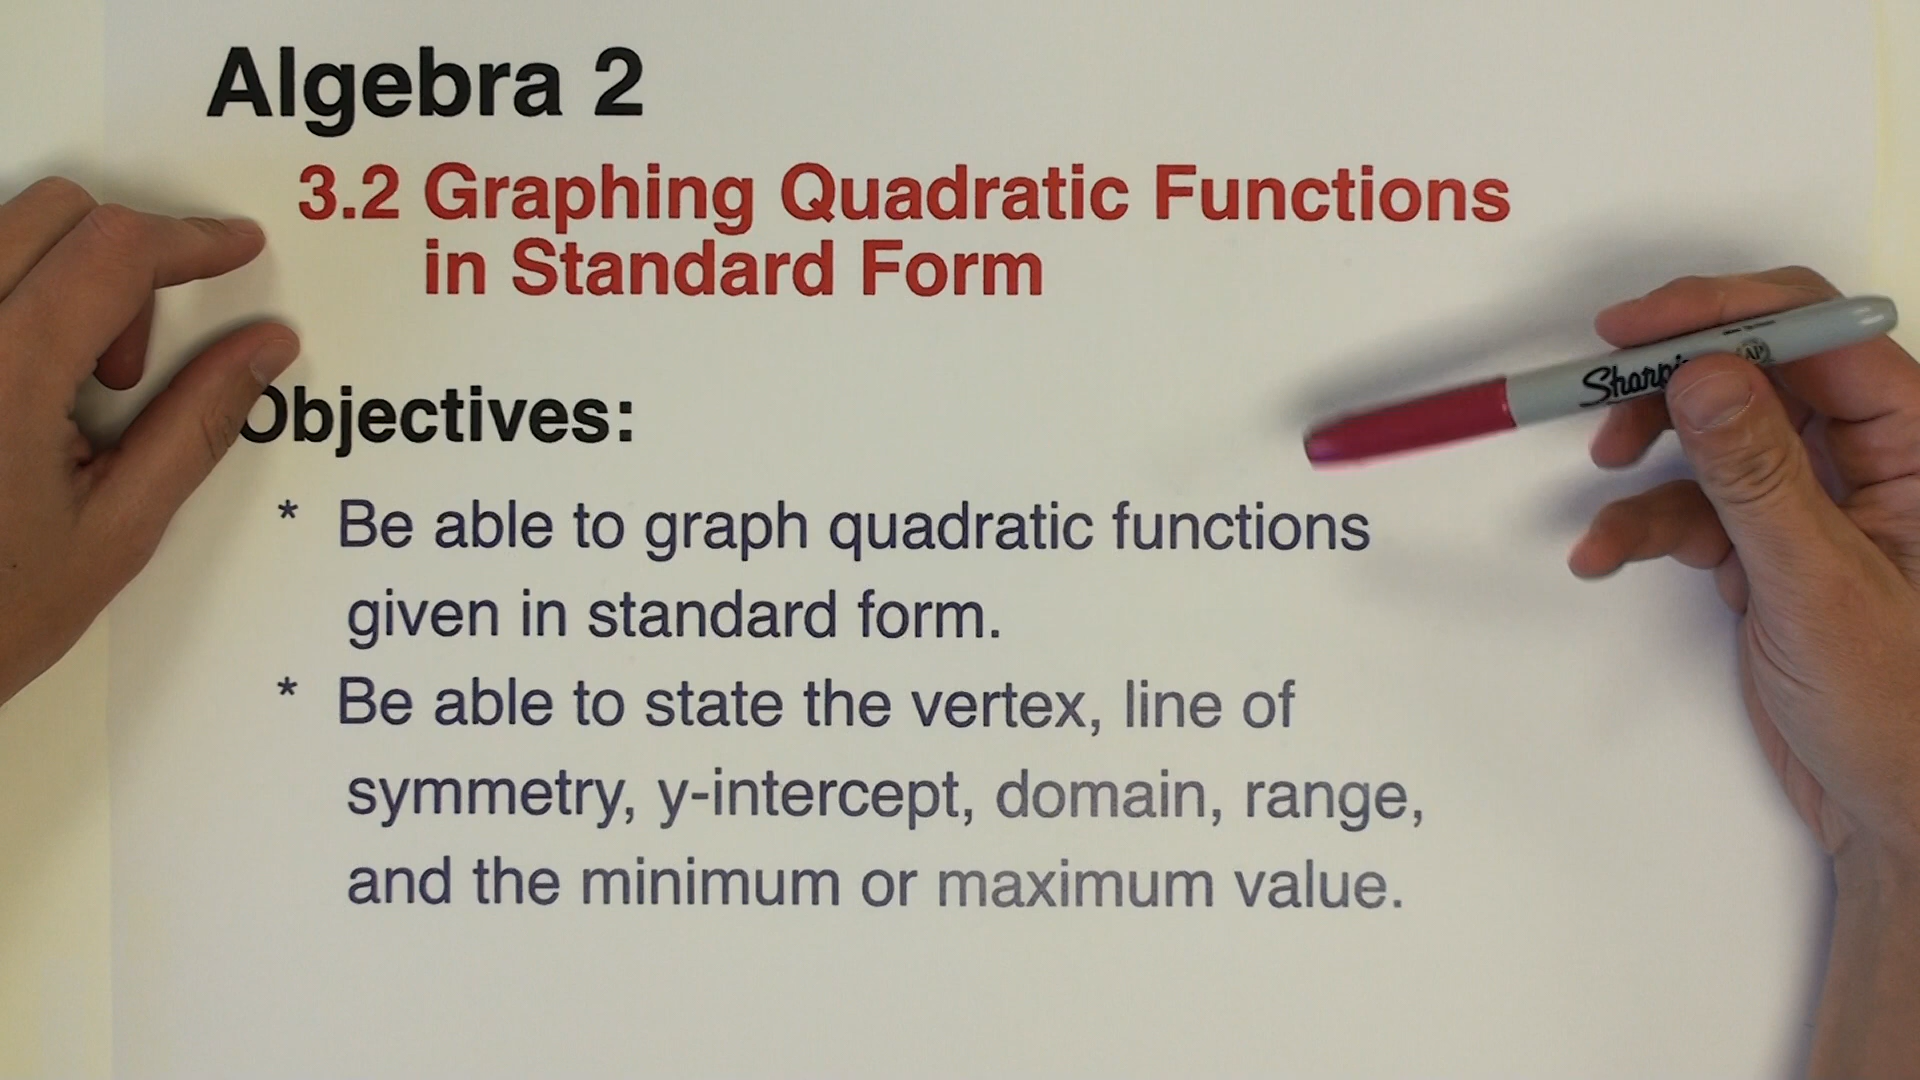 Algebra 2
3.2 Graphing Quadratic Functions
in Standard Form
Objectives:
* Be able to graph quadratic functions
given in standard form.
* Be able to state the vertex, line of
symmetry, y-intercept, domain, range,
and the minimum or maximum value.
Sharpie
AP